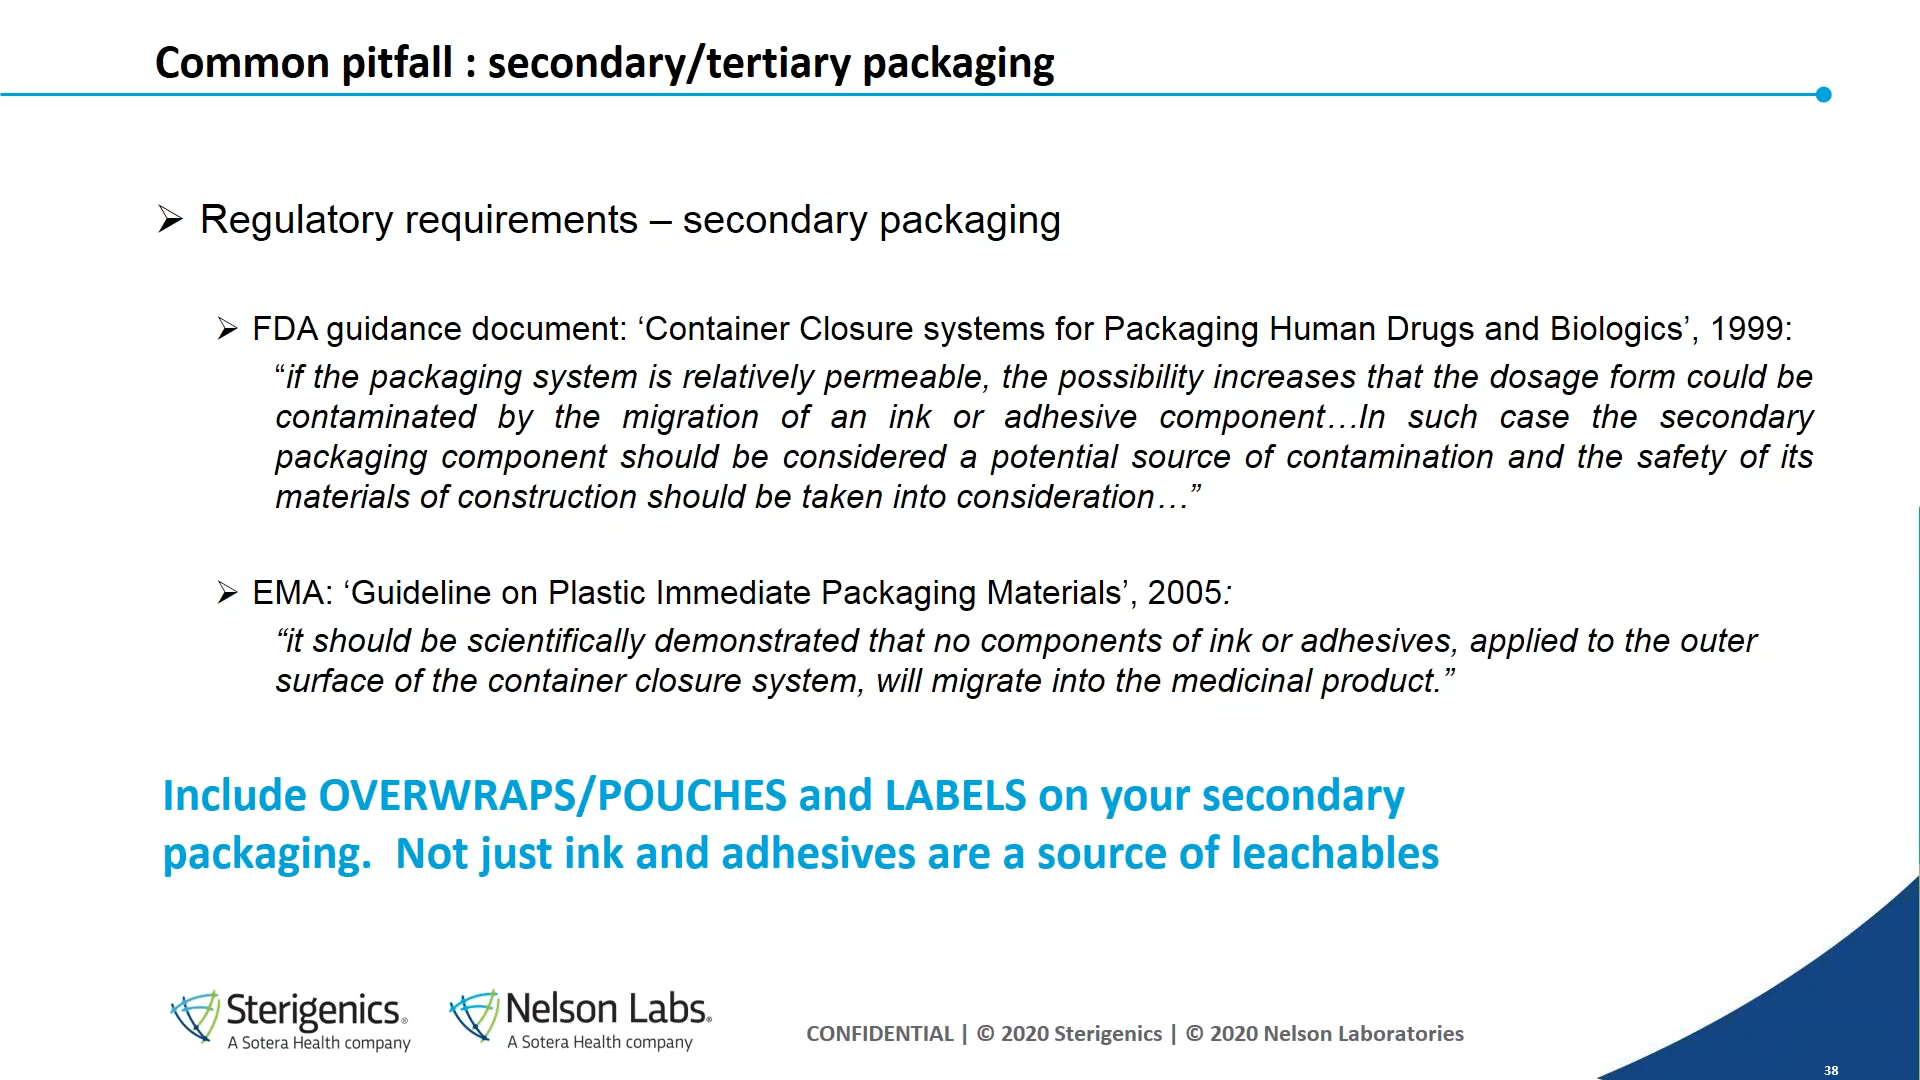 Common pitfall : secondary/tertiary packaging
Regulatory requirements – secondary packaging
FDA guidance document: ‘Container Closure systems for Packaging Human Drugs and Biologics’, 1999:
“if the packaging system is relatively permeable, the possibility increases that the dosage form could be
contaminated by the migration of an ink or adhesive component…In such case the secondary
packaging component should be considered a potential source of contamination and the safety of its
materials of construction should be taken into consideration…”
EMA: ‘Guideline on Plastic Immediate Packaging Materials’, 2005:
“it should be scientifically demonstrated that no components of ink or adhesives, applied to the outer
surface of the container closure system, will migrate into the medicinal product.”
Include OVERWRAPS/POUCHES and LABELS on your secondary
packaging.  Not just ink and adhesives are a source of leachables
Sterigenics®
A Sotera Health company
Nelson Labs®
A Sotera Health company
CONFIDENTIAL | © 2020 Sterigenics | © 2020 Nelson Laboratories
38